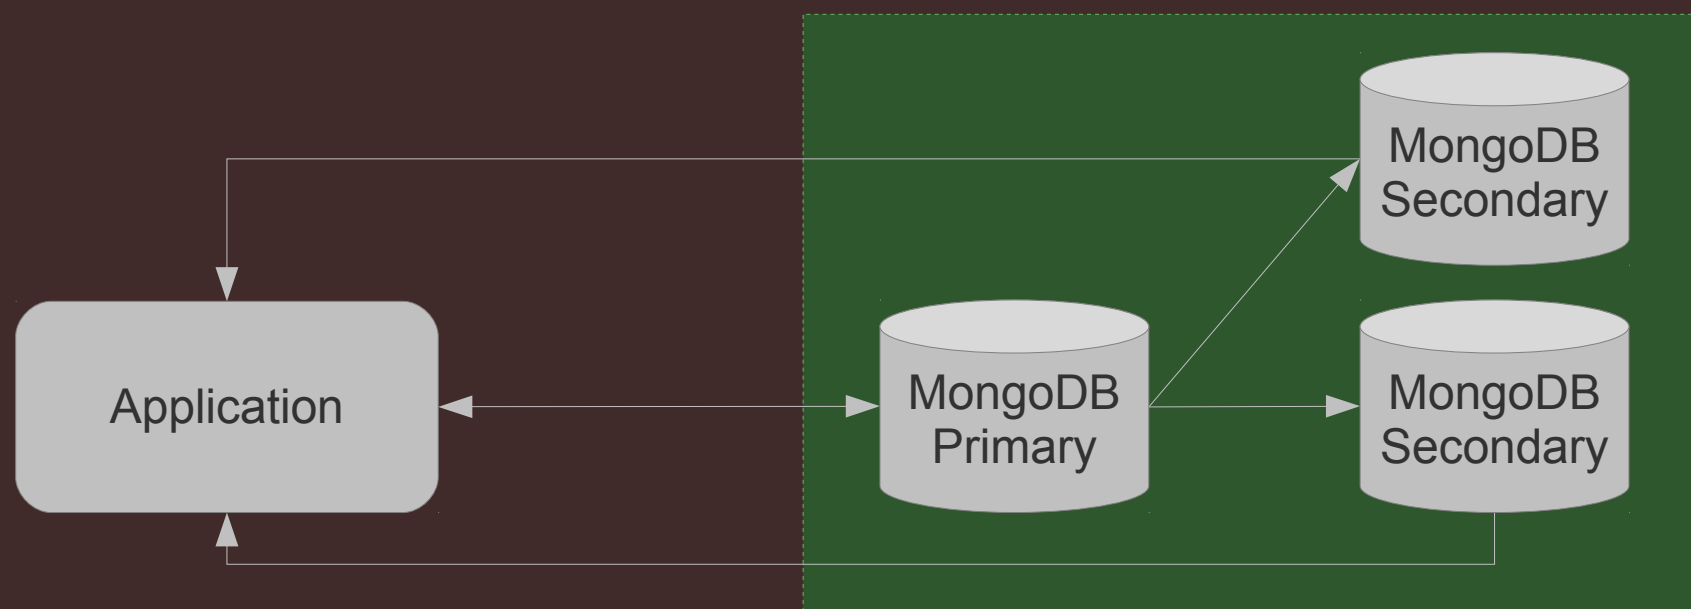 MongoDB
Secondary
Application
MongoDB
Primary
MongoDB
Secondary